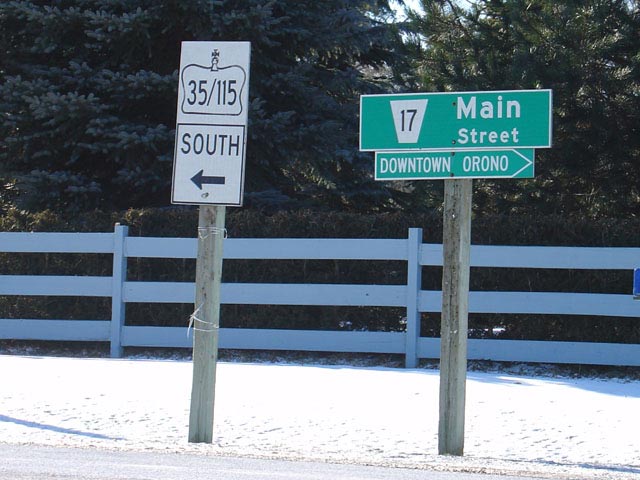 35/115
SOUTH
17 Main
Street
DOWNTOWN ORONO